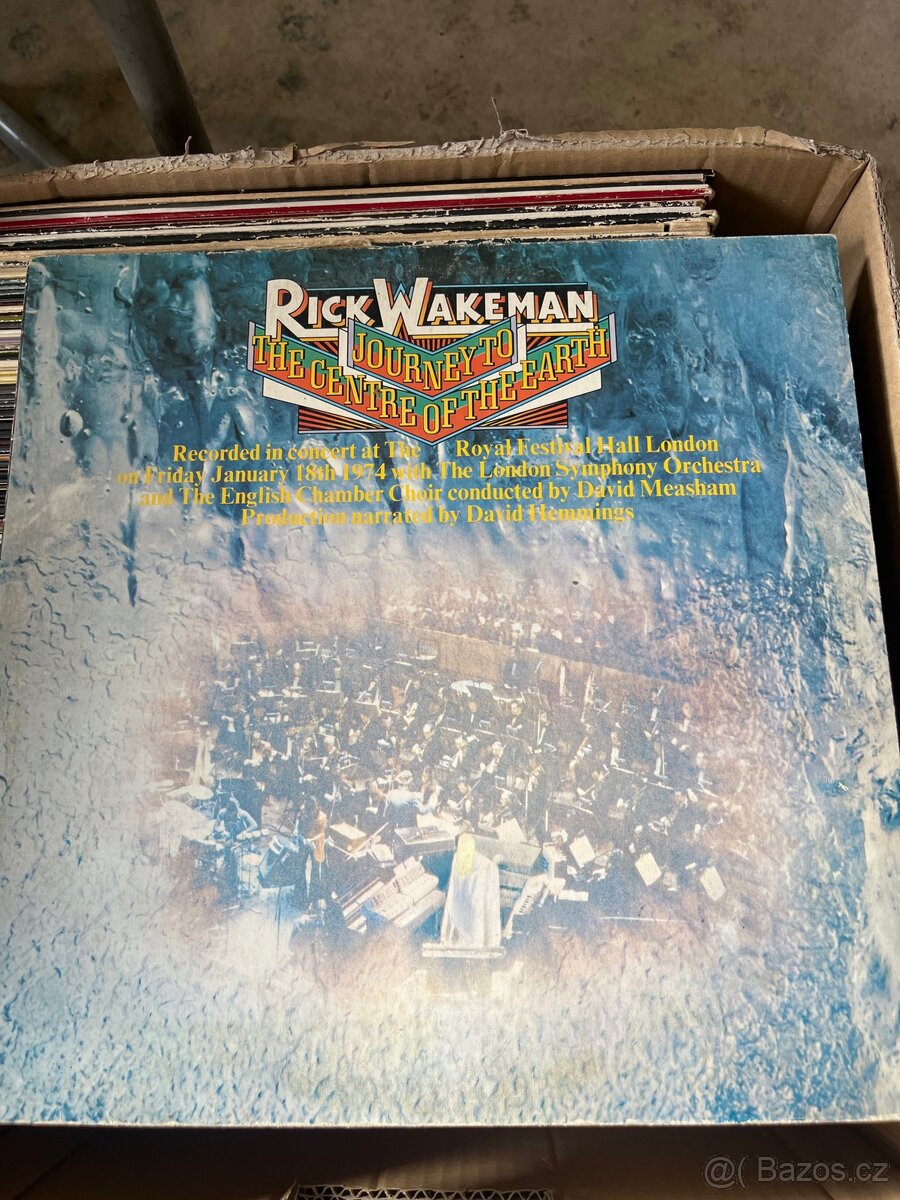 RICK WAKEMAN
JOURNEY TO
THE CENTRE OF THE EARTH
Recorded in concert at The Royal Festival Hall London
on Friday January 18th 1974 with The London Symphony Orchestra
and The English Chamber Choir conducted by David Measham
Production narrated by David Hemmings
@( Bazos.cz